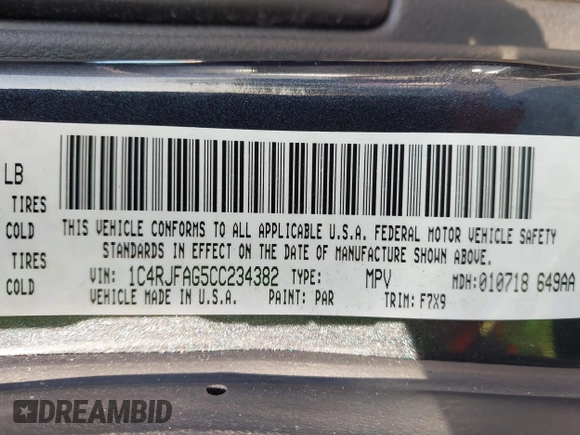 LB
TIRES
COLD
TIRES
COLD
TIRES
COLD
THIS VEHICLE CONFORMS TO ALL APPLICABLE U.S.A. FEDERAL MOTOR VEHICLE SAFETY
STANDARDS IN EFFECT ON THE DATE OF MANUFACTURE SHOWN ABOVE.
VIN: 1C4RJFAG5CC234382 TYPE: MPV MDH:010718 649AA
VEHICLE MADE IN U.S.A. PAINT: PAR TRIM: F7X9
DREAMBID